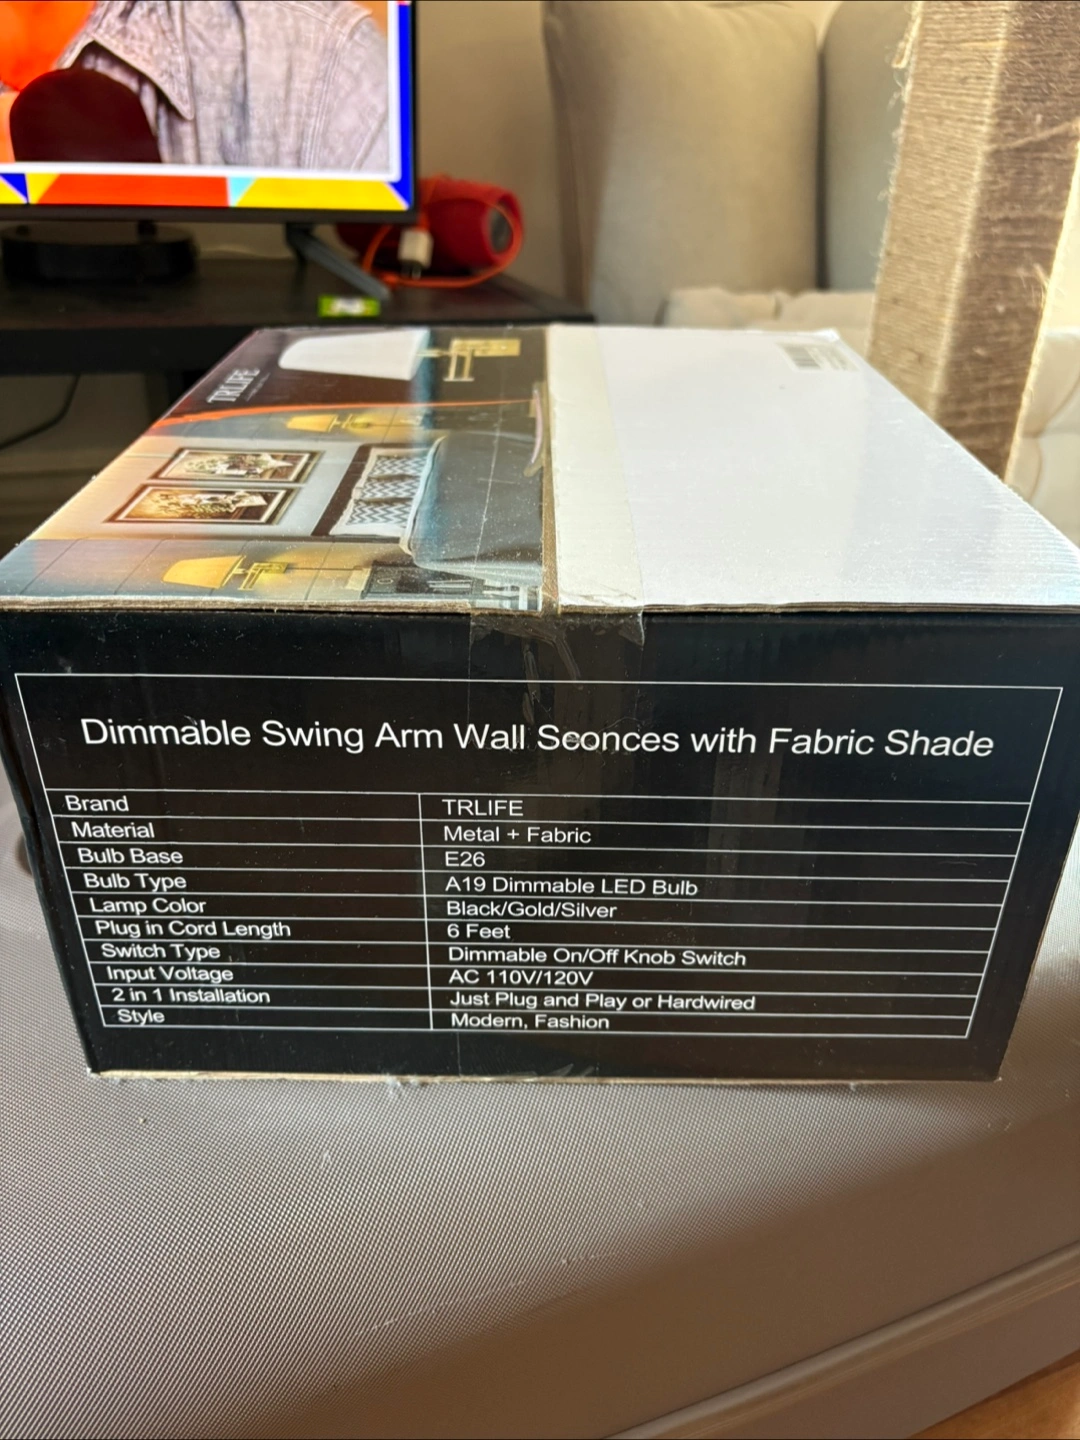 TRLIFE
Dimmable Swing Arm Wall Sconces with Fabric Shade
Brand TRLIFE
Material Metal + Fabric
Bulb Base E26
Bulb Type A19 Dimmable LED Bulb
Lamp Color Black/Gold/Silver
Plug in Cord Length 6 Feet
Switch Type Dimmable On/Off Knob Switch
Input Voltage AC 110V/120V
2 in 1 Installation Just Plug and Play or Hardwired
Style Modern, Fashion